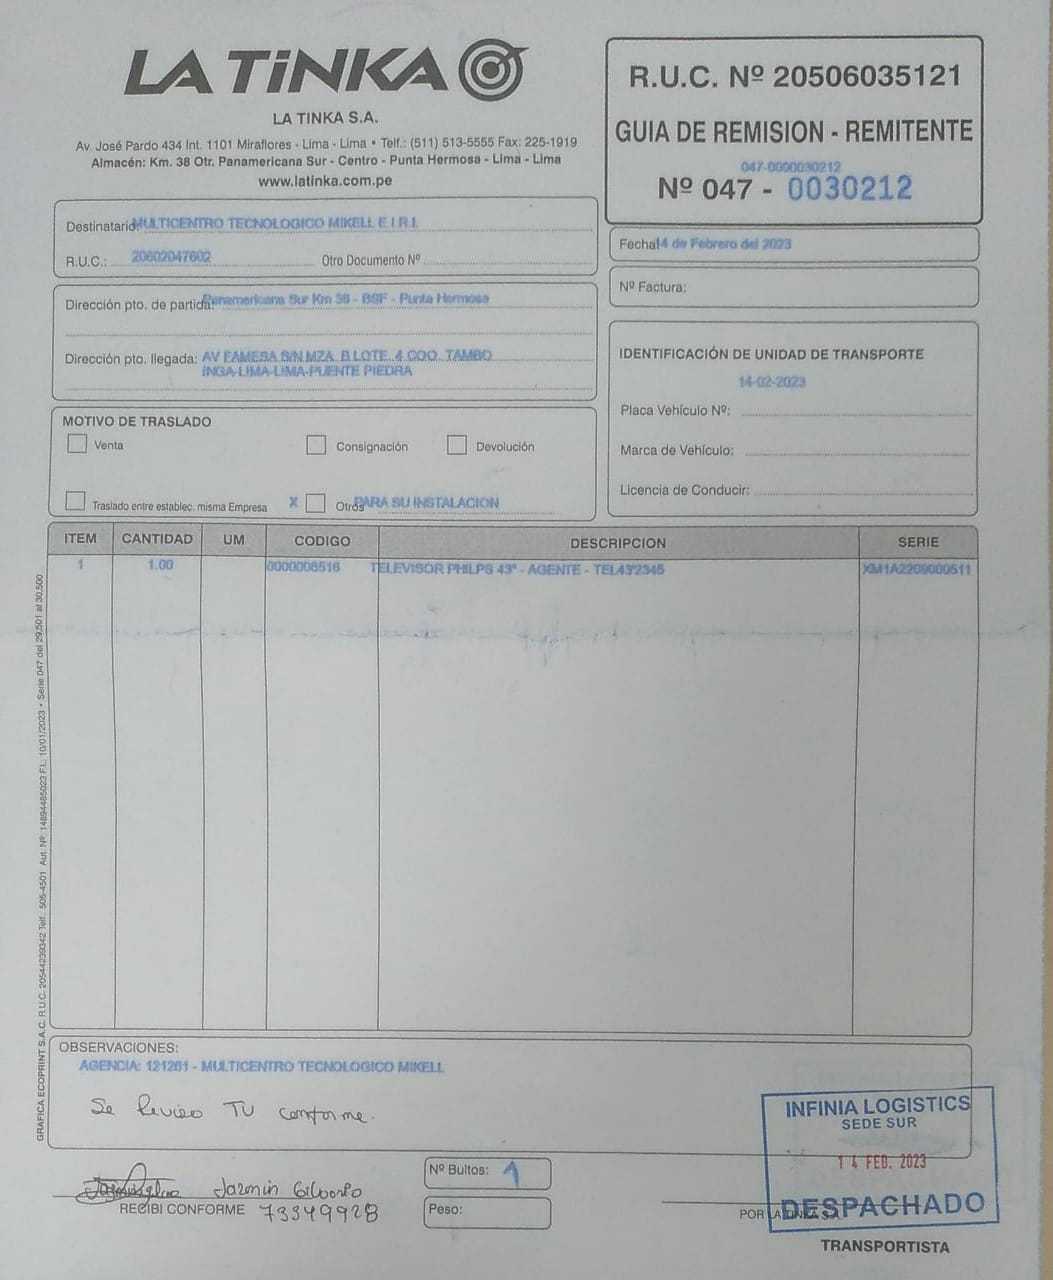 LA TiNKA
LA TINKA S.A.
Av. José Pardo 434 Int. 1101 Miraflores - Lima - Lima • Telf.: (511) 513-5555 Fax: 225-1919
Almacén: Km. 38 Otr. Panamericana Sur - Centro - Punta Hermosa - Lima - Lima
www.latinka.com.pe
R.U.C. Nº 20506035121
GUIA DE REMISION - REMITENTE
047-0000030212
Nº 047 - 0030212
Destinatario MULTICENTRO TECNOLOGICO MIKELL E.I.R.L
R.U.C.: 20602047602 Otro Documento Nº
Fecha 14 de Febrero del 2023
Nº Factura:
Dirección pto. de partida: Panamericana Sur Km 38 - BSF - Punta Hermosa
Dirección pto. llegada: AV FAMESA S/N MZA. B LOTE. 4 COO. TAMBO
INGA-LIMA-LIMA-PUENTE PIEDRA
IDENTIFICACIÓN DE UNIDAD DE TRANSPORTE
14-02-2023
Placa Vehículo Nº:
Marca de Vehículo:
Licencia de Conducir:
MOTIVO DE TRASLADO
Venta Consignación Devolución
Traslado entre establec. misma Empresa X Otros PARA SU INSTALACION
ITEM CANTIDAD UM CODIGO DESCRIPCION SERIE
1 1.00 0000006516 TELEVISOR PHILPS 43" - AGENTE - TEL432345 XM1A2209000511
GRAFICA ECOPRINT S.A.C. R.U.C. 20544239342 Telf.: 505-4501 Aut. Nº: 14894485023 F.I.: 10/01/2023 • Serie 047 del 29,501 al 30,500
OBSERVACIONES:
AGENCIA: 121261 - MULTICENTRO TECNOLOGICO MIKELL
Se Reviso TV conforme.
INFINIA LOGISTICS
SEDE SUR
14 FEB. 2023
DESPACHADO
Jazmin
RECIBI CONFORME 73349928
Nº Bultos: 1
Peso:
POR LA TINKA S.A.
TRANSPORTISTA